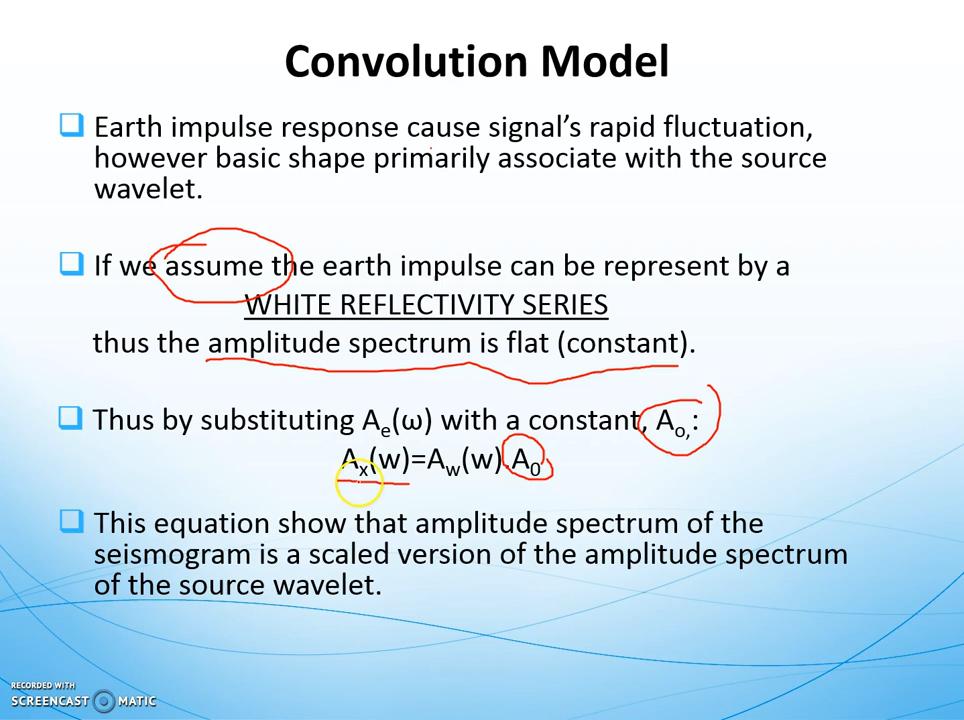 Convolution Model
Earth impulse response cause signal's rapid fluctuation,
however basic shape primarily associate with the source
wavelet.
If we assume the earth impulse can be represent by a
WHITE REFLECTIVITY SERIES
thus the amplitude spectrum is flat (constant).
Thus by substituting Aₑ(ω) with a constant, Aₒ,:
Aₓ(w)=A_w(w).A₀
This equation show that amplitude spectrum of the
seismogram is a scaled version of the amplitude spectrum
of the source wavelet.
RECORDED WITH
SCREENCAST MATIC